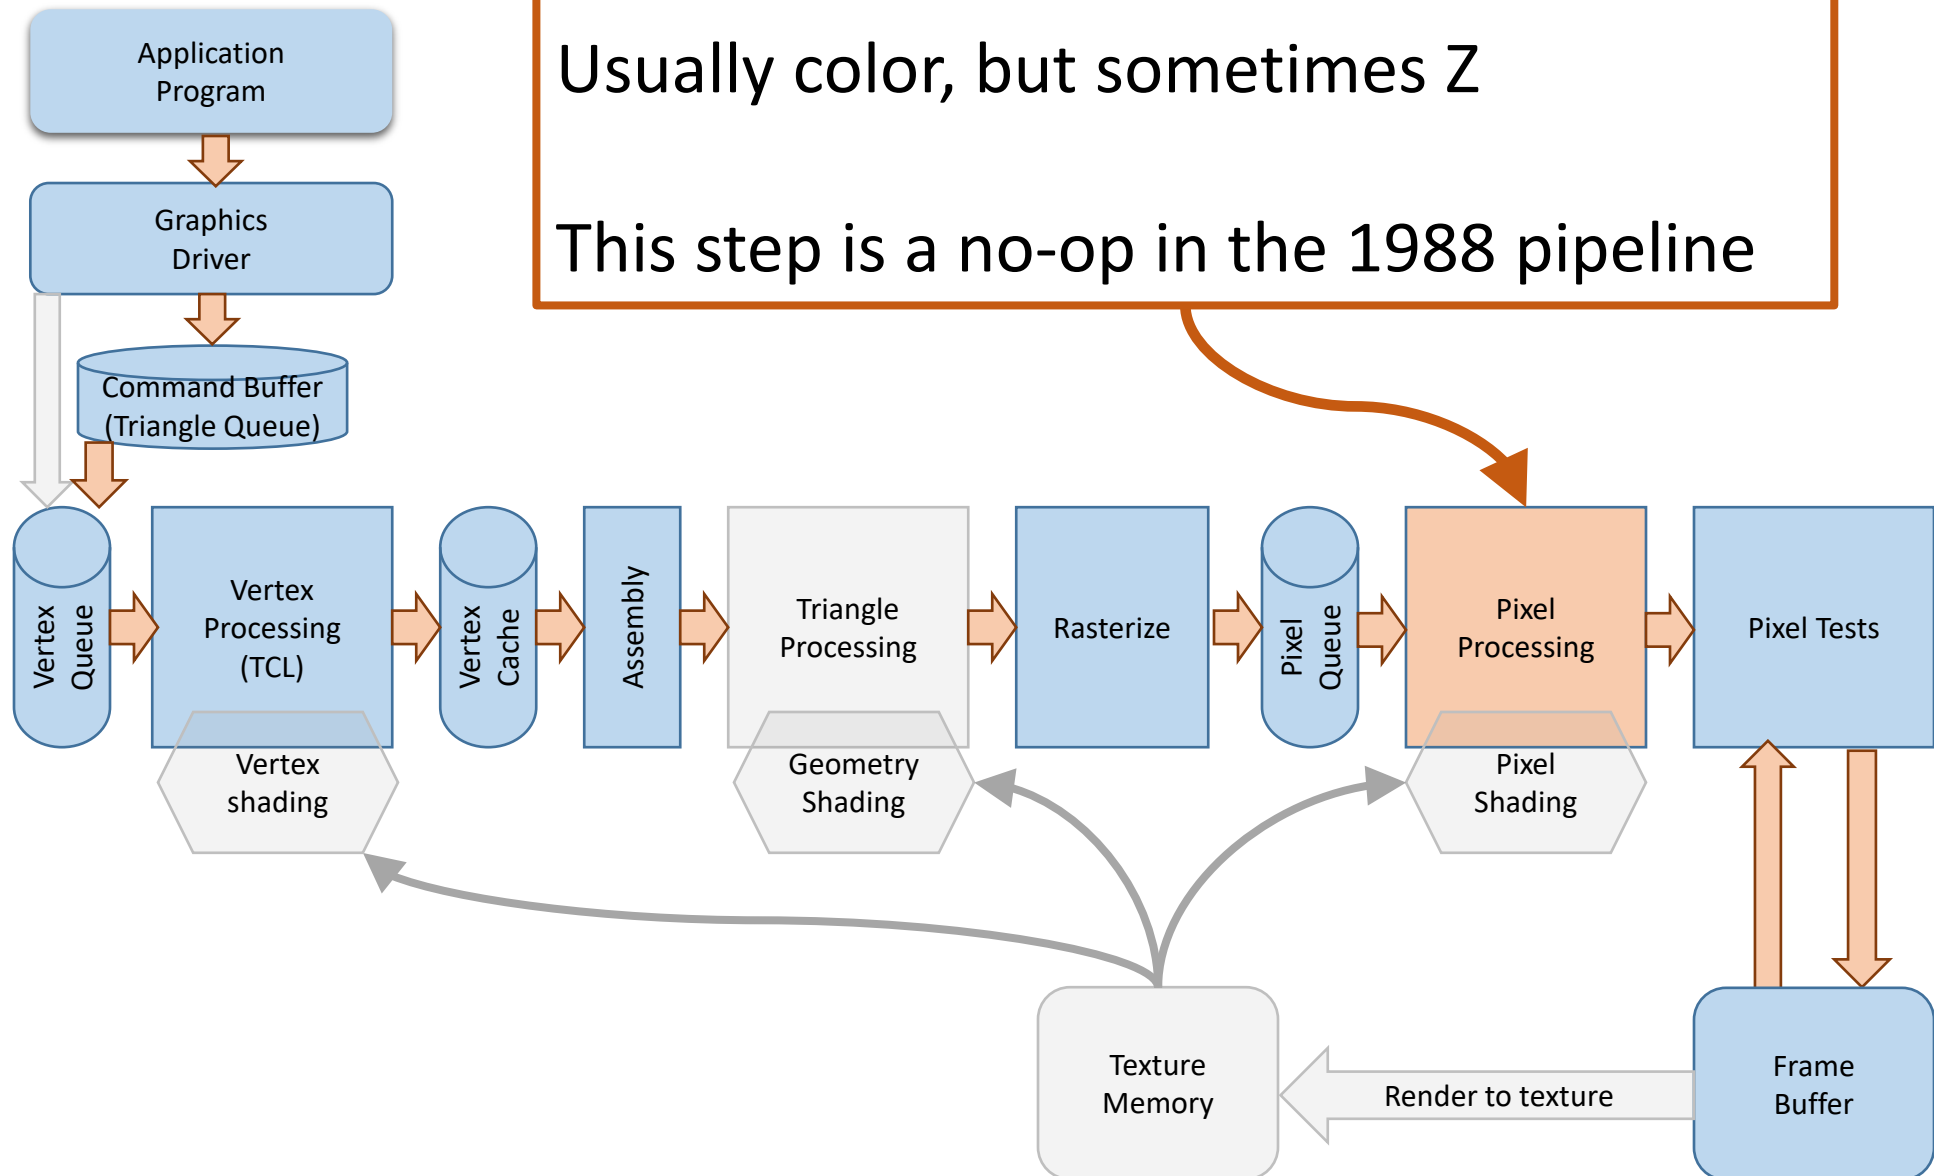 Application
Program
Usually color, but sometimes Z
This step is a no-op in the 1988 pipeline
Graphics
Driver
Command Buffer
(Triangle Queue)
Vertex
Queue
Vertex
Processing
(TCL)
Vertex
Cache
Assembly
Triangle
Processing
Rasterize
Pixel
Queue
Pixel
Processing
Pixel Tests
Vertex
shading
Geometry
Shading
Pixel
Shading
Texture
Memory
Render to texture
Frame
Buffer